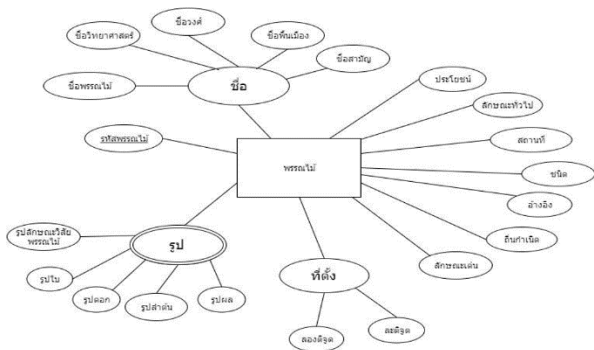 ชื่อวงศ์
ชื่อวิทยาศาสตร์
ชื่อพื้นเมือง
ชื่อสามัญ
ชื่อพรรณไม้
ชื่อ
ประโยชน์
ลักษณะทั่วไป
รหัสพรรณไม้
สถานที่
พรรณไม้
ชนิด
อ้างอิง
ถิ่นกำเนิด
ลักษณะเด่น
รูปลักษณะวิสัย
พรรณไม้
รูป
รูปใบ
รูปดอก
รูปลำต้น
รูปผล
ที่ตั้ง
ลองติจูด
ละติจูด